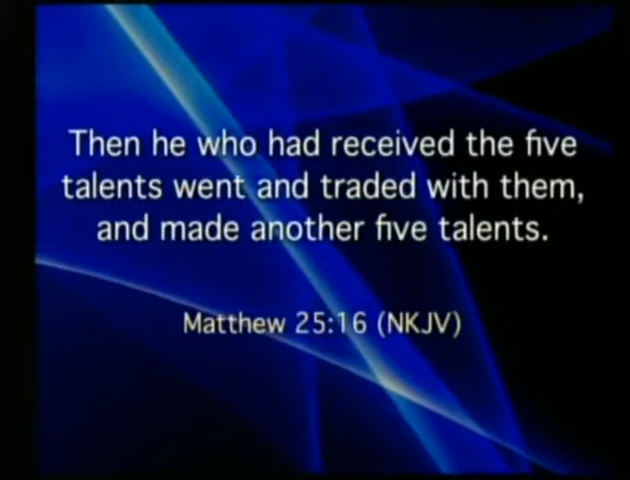 Then he who had received the five
talents went and traded with them,
and made another five talents.
Matthew 25:16 (NKJV)